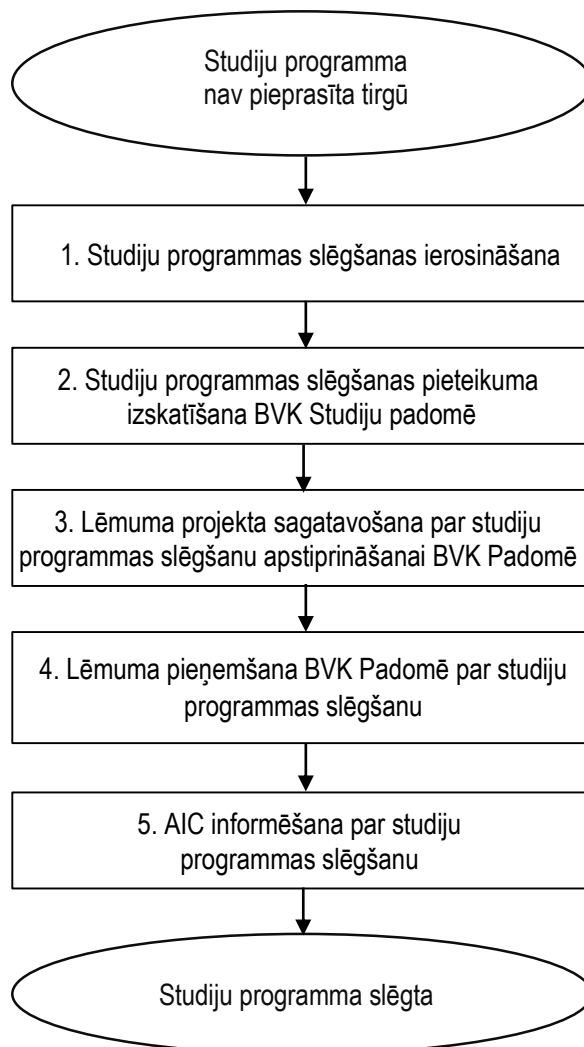 Studiju programma
nav pieprasīta tirgū
1. Studiju programmas slēgšanas ierosināšana
2. Studiju programmas slēgšanas pieteikuma
izskatīšana BVK Studiju padomē
3. Lēmuma projekta sagatavošana par studiju
programmas slēgšanu apstiprināšanai BVK Padomē
4. Lēmuma pieņemšana BVK Padomē par studiju
programmas slēgšanu
5. AIC informēšana par studiju
programmas slēgšanu
Studiju programma slēgta